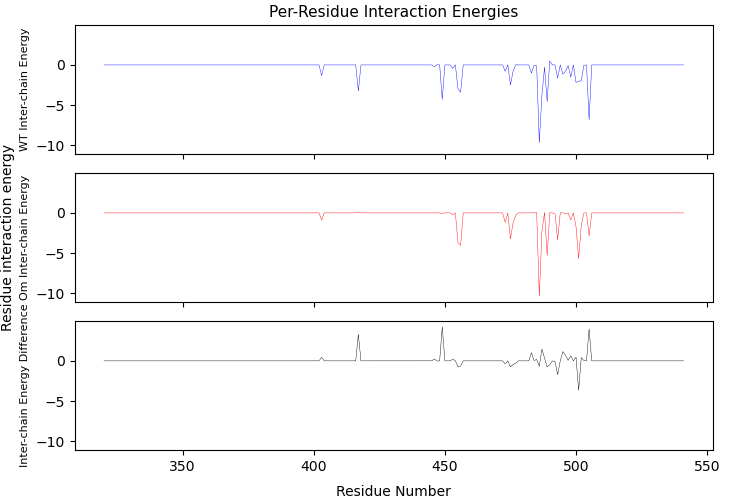 Per-Residue Interaction Energies
Residue interaction energy
WT Inter-chain Energy
0
−5
−10
Om Inter-chain Energy
0
−5
−10
Inter-chain Energy Difference
0
−5
−10
350
400
450
500
550
Residue Number